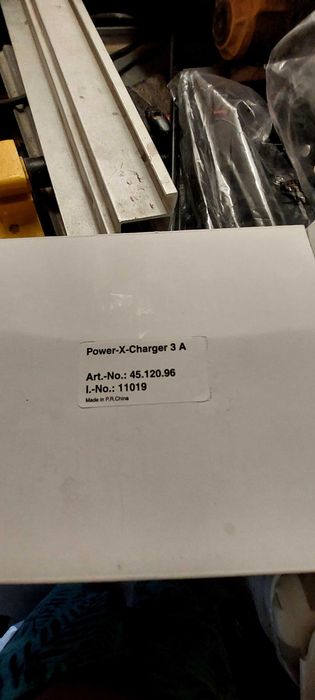 Power-X-Charger 3 A
Art.-No.: 45.120.96
I.-No.: 11019
Made in P.R.China